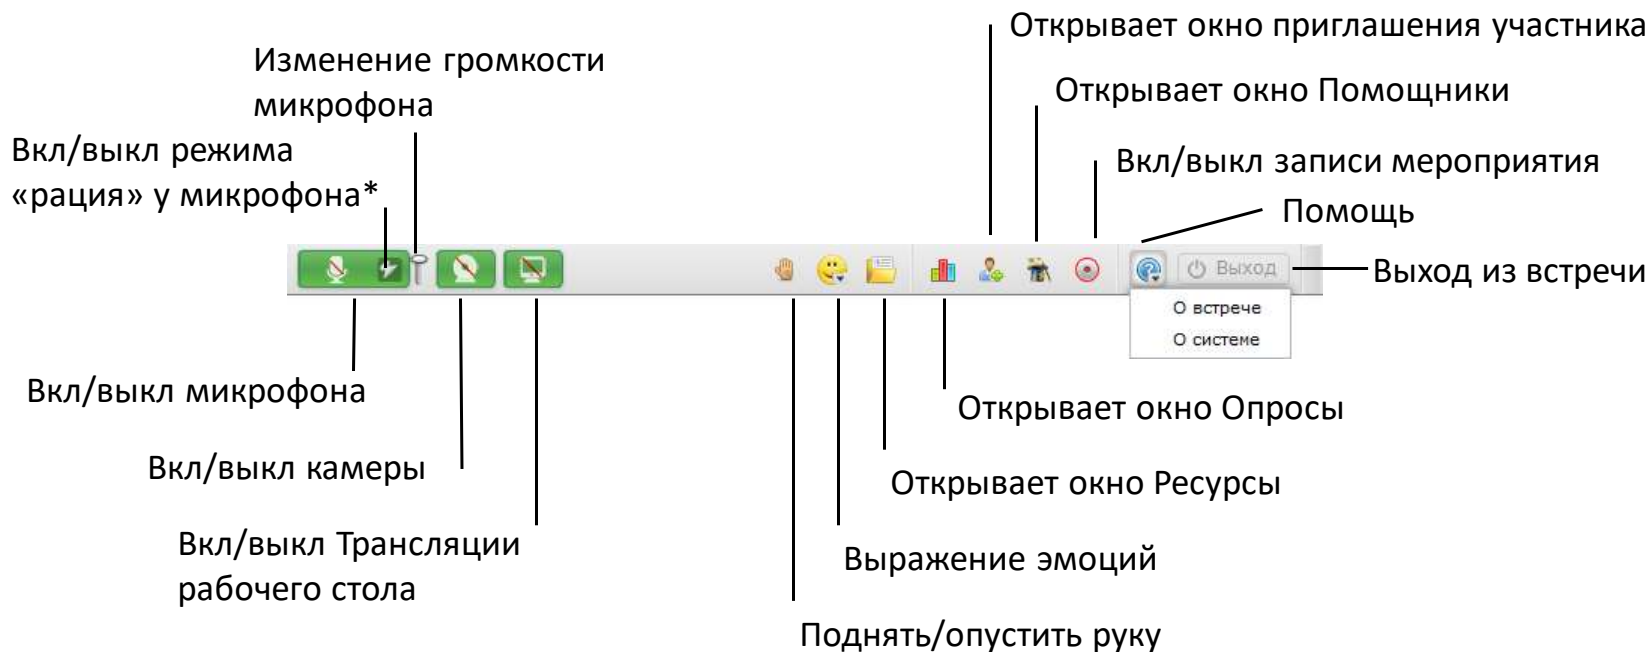 Открывает окно приглашения участника
Изменение громкости
микрофона
Открывает окно Помощники
Вкл/выкл режима
«рация» у микрофона*
Вкл/выкл записи мероприятия
Помощь
Выход
Выход из встречи
О встрече
О системе
Вкл/выкл микрофона
Открывает окно Опросы
Вкл/выкл камеры
Открывает окно Ресурсы
Вкл/выкл Трансляции
рабочего стола
Выражение эмоций
Поднять/опустить руку